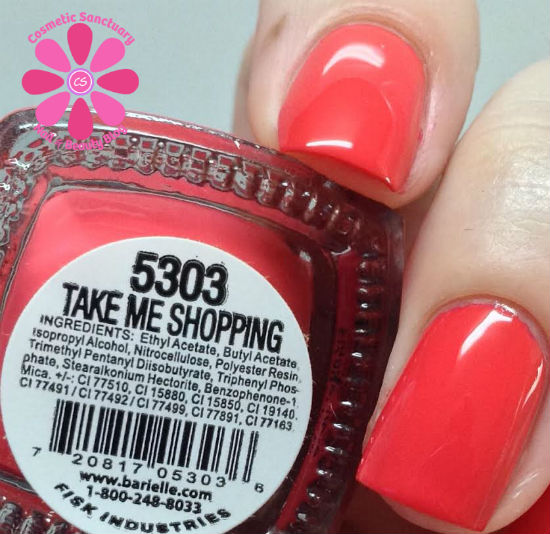 Cosmetic Sanctuary
CS
Nail & Beauty Blog
5303
TAKE ME SHOPPING
INGREDIENTS: Ethyl Acetate, Butyl Acetate,
Isopropyl Alcohol, Nitrocellulose, Polyester Resin,
Trimethyl Pentanyl Diisobutyrate, Triphenyl Phos-
phate, Stearalkonium Hectorite, Benzophenone-1,
Mica. +/-: CI 77510, CI 15880, CI 15850, CI 19140,
CI 77491 / CI 77492 / CI 77499, CI 77891, CI 77163
7 20817 05303 6
www.barielle.com
1-800-248-8033
FISK INDUSTRIES